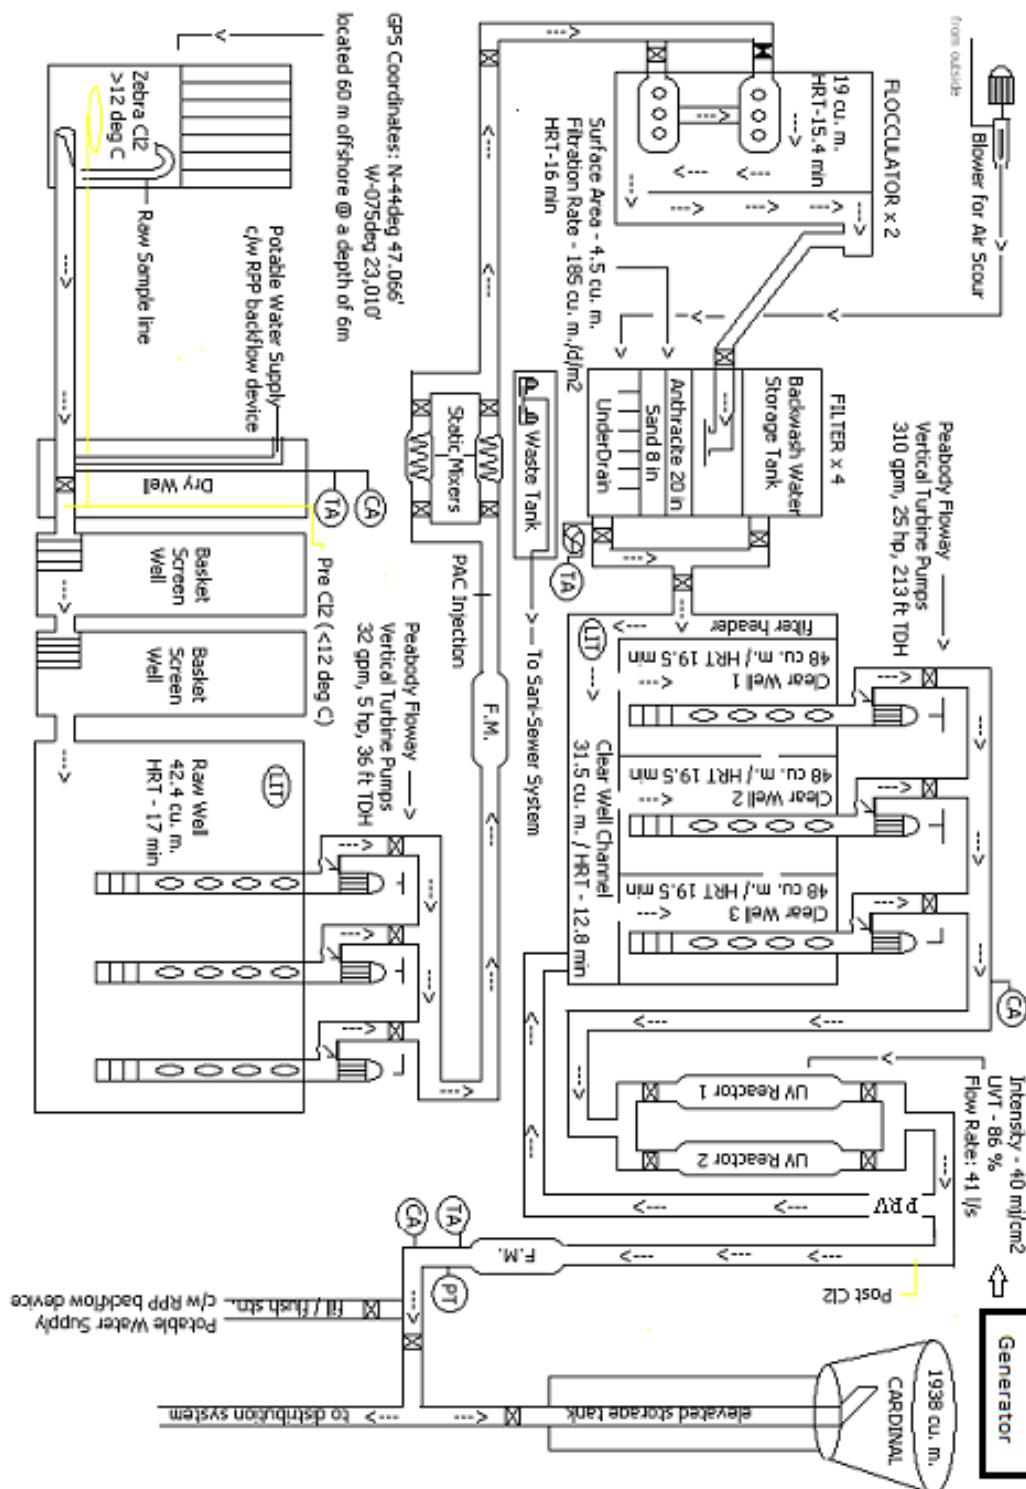 from outside
Blower for Air Scour
FLOCCULATOR x 2
19 cu. m.
HRT-15.4 min
Surface Area - 4.5 cu. m.
Filtration Rate - 185 cu. m./d/m2
HRT-16 min
GPS Coordinates: N-44deg 47.066'
W-075deg 23,010'
located 60 m offshore @ a depth of 6m
Zebra Cl2
>12 deg C
Raw Sample line
Potable Water Supply
c/w RPP backflow device
Dry Well
TA
CA
Basket
Screen
Well
Basket
Screen
Well
Pre Cl2 (<12 deg C)
Raw Well
42.4 cu. m.
HRT - 17 min
LIT
Peabody Floway
Vertical Turbine Pumps
32 gpm, 5 hp, 36 ft TDH
F.M.
PAC Injection
Static Mixers
Waste Tank
To Sani-Sewer System
FILTER x 4
Backwash Water
Storage Tank
Anthracite 20 in
Sand 8 in
UnderDrain
TA
Peabody Floway
Vertical Turbine Pumps
310 gpm, 25 hp, 213 ft TDH
filter header
LIT
Clear Well 1
48 cu. m./ HRT 19.5 min
Clear Well 2
48 cu. m./ HRT 19.5 min
Clear Well 3
48 cu. m./ HRT 19.5 min
Clear Well Channel
31.5 cu. m. / HRT - 12.8 min
CA
Intensity - 40 mj/cm2
UVT - 86 %
Flow Rate: 41 l/s
UV Reactor 1
UV Reactor 2
PRV
Post Cl2
F.M.
TA
CA
PT
fill / flush stn.
Potable Water Supply
c/w RPP backflow device
to distribution system
elevated storage tank
CARDINAL
1938 cu. m.
Generator